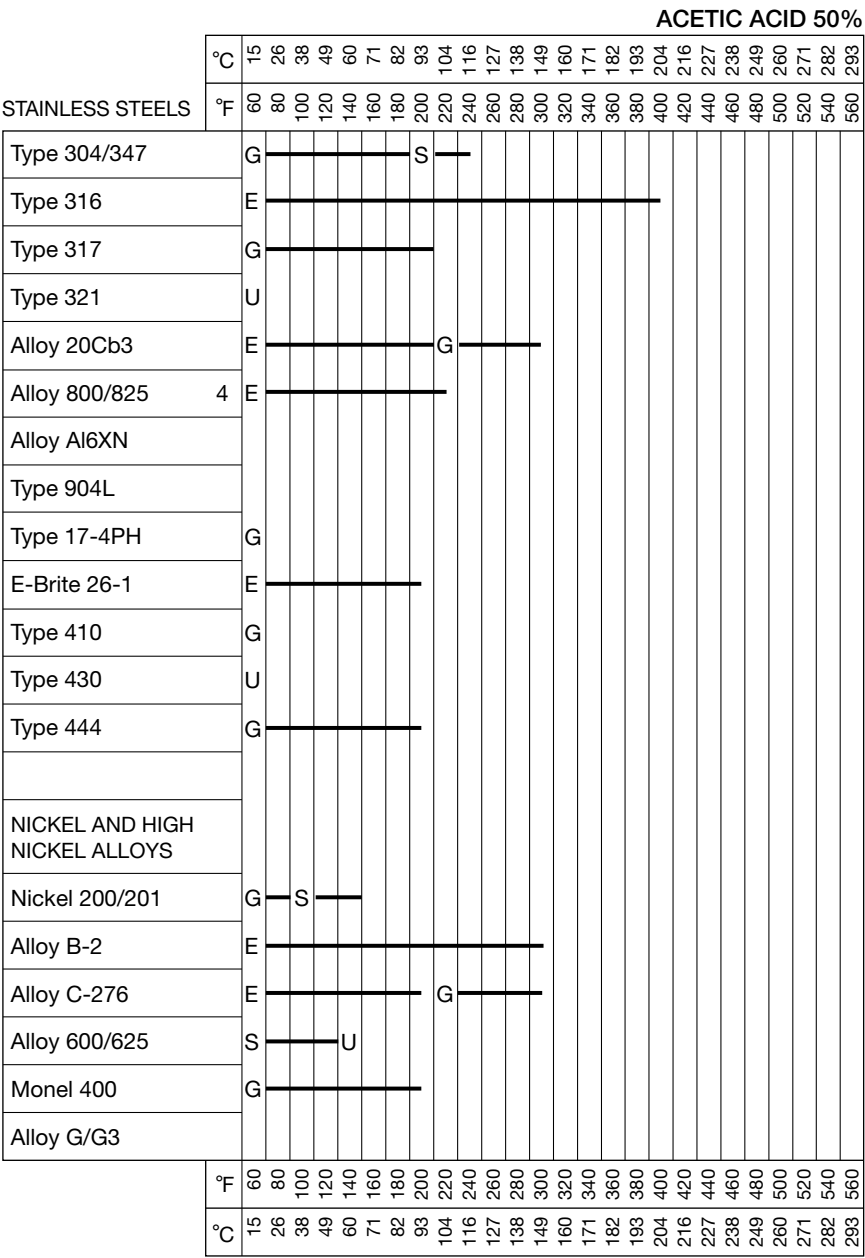 ACETIC ACID 50%
°C 15 26 38 49 60 71 82 93 104 116 127 138 149 160 171 182 193 204 216 227 238 249 260 271 282 293
STAINLESS STEELS °F 60 80 100 120 140 160 180 200 220 240 260 280 300 320 340 360 380 400 420 440 460 480 500 520 540 560
Type 304/347 G S
Type 316 E
Type 317 G
Type 321 U
Alloy 20Cb3 E G
Alloy 800/825 4 E
Alloy Al6XN
Type 904L
Type 17-4PH G
E-Brite 26-1 E
Type 410 G
Type 430 U
Type 444 G
NICKEL AND HIGH
NICKEL ALLOYS
Nickel 200/201 G S
Alloy B-2 E
Alloy C-276 E G
Alloy 600/625 S U
Monel 400 G
Alloy G/G3
°F 60 80 100 120 140 160 180 200 220 240 260 280 300 320 340 360 380 400 420 440 460 480 500 520 540 560
°C 15 26 38 49 60 71 82 93 104 116 127 138 149 160 171 182 193 204 216 227 238 249 260 271 282 293